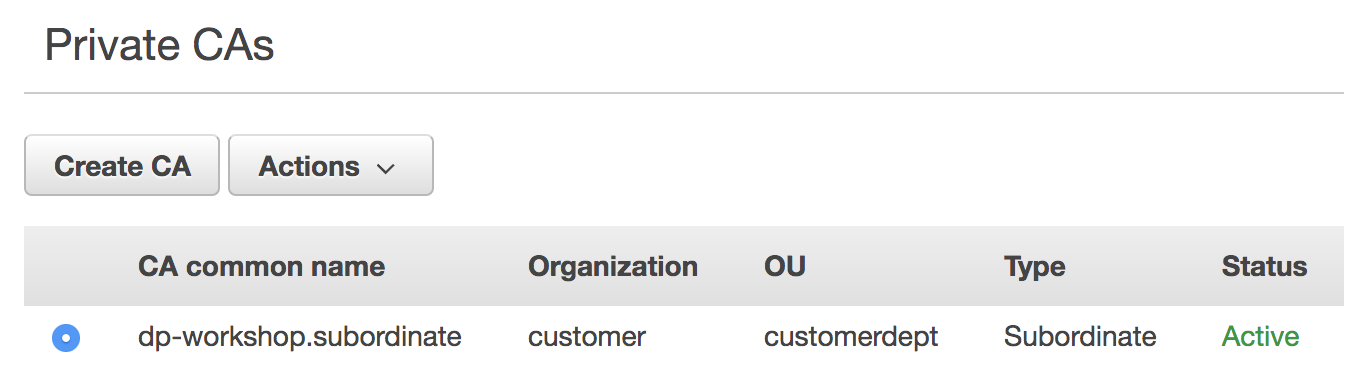 Private CAs
Create CA Actions
CA common name Organization OU Type Status
dp-workshop.subordinate customer customerdept Subordinate Active